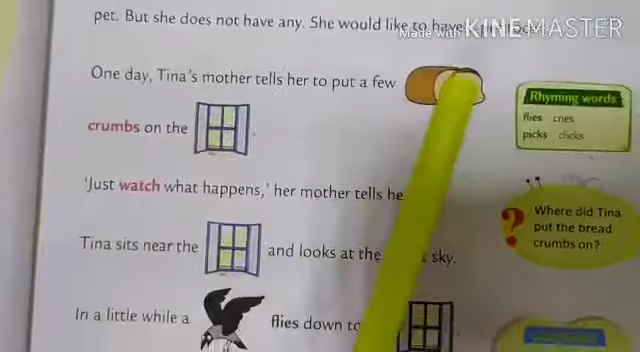 pet. But she does not have any. She would like to have
Made with KINEMASTER
One day, Tina's mother tells her to put a few
crumbs on the
'Just watch what happens,' her mother tells he
Tina sits near the and looks at the sky.
In a little while a flies down to
Rhyming words
flies cries
picks clicks
? Where did Tina
put the bread
crumbs on?